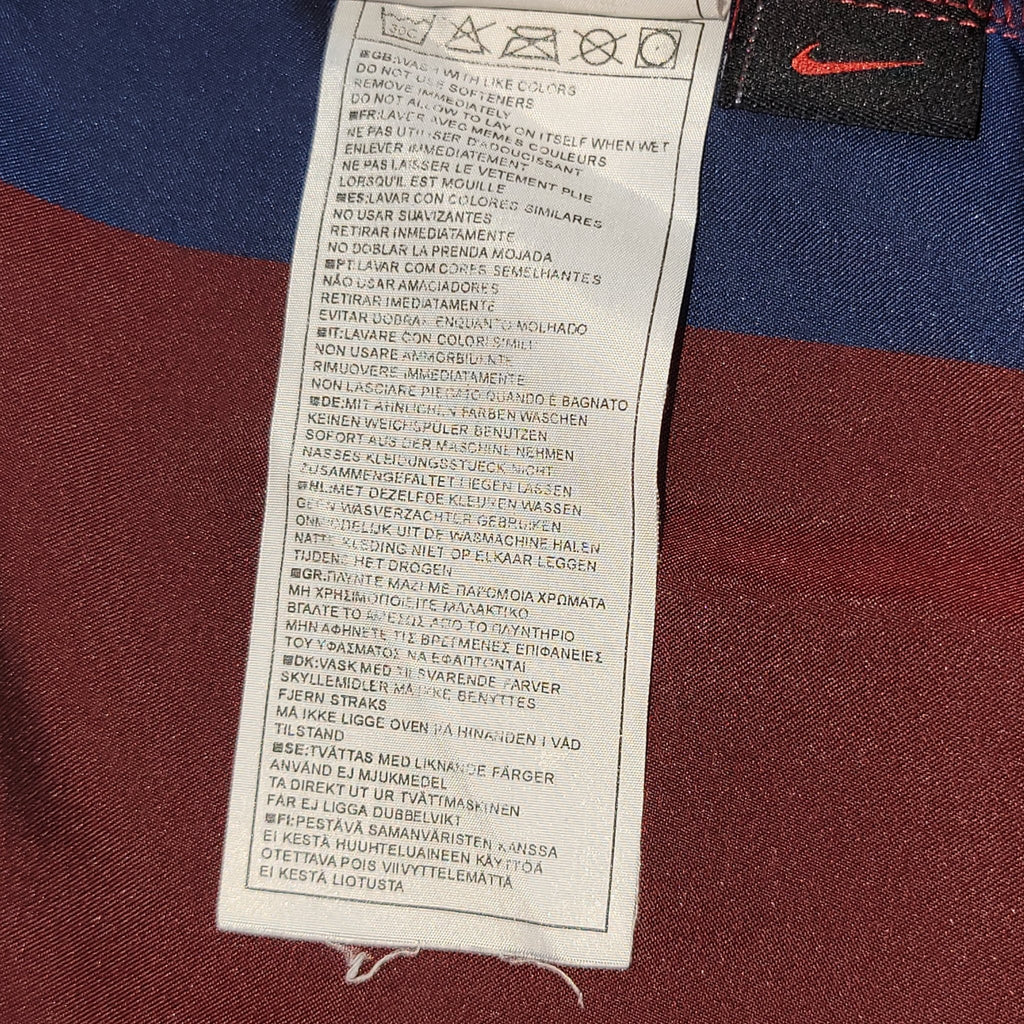 30C
GB:WASH WITH LIKE COLORS
DO NOT USE SOFTENERS
REMOVE IMMEDIATELY
DO NOT ALLOW TO LAY ON ITSELF WHEN WET
FR:LAVER AVEC MEMES COULEURS
NE PAS UTILISER D'ADOUCISSANT
ENLEVER IMMEDIATEMENT
NE PAS LAISSER LE VETEMENT PLIE
LORSQU'IL EST MOUILLE
ES:LAVAR CON COLORES SIMILARES
NO USAR SUAVIZANTES
RETIRAR INMEDIATAMENTE
NO DOBLAR LA PRENDA MOJADA
PT:LAVAR COM CORES SEMELHANTES
NÃO USAR AMACIADORES
RETIRAR IMEDIATAMENTE
EVITAR DOBRAR ENQUANTO MOLHADO
IT:LAVARE CON COLORI SIMILI
NON USARE AMMORBIDENTE
RIMUOVERE IMMEDIATAMENTE
NON LASCIARE PIEGATO QUANDO È BAGNATO
DE:MIT ÄHNLICHEN FARBEN WASCHEN
KEINEN WEICHSPÜLER BENUTZEN
SOFORT AUS DER MASCHINE NEHMEN
NASSES KLEIDUNGSSTUECK NICHT
ZUSAMMENGEFALTET LIEGEN LASSEN
NL:MET DEZELFDE KLEUREN WASSEN
GEEN WASVERZACHTER GEBRUIKEN
ONMIDDELIJK UIT DE WASMACHINE HALEN
NATTE KLEDING NIET OP ELKAAR LEGGEN
TIJDENS HET DROGEN
GR:ΠΛΥΝΤΕ ΜΑΖΙ ΜΕ ΠΑΡΟΜΟΙΑ ΧΡΩΜΑΤΑ
ΜΗ ΧΡΗΣΙΜΟΠΟΙΕΙΤΕ ΜΑΛΑΚΤΙΚΟ
ΒΓΑΛΤΕ ΤΟ ΑΜΕΣΩΣ ΑΠΟ ΤΟ ΠΛΥΝΤΗΡΙΟ
ΜΗΝ ΑΦΗΝΕΤΕ ΤΙΣ ΒΡΕΓΜΕΝΕΣ ΕΠΙΦΑΝΕΙΕΣ
ΤΟΥ ΥΦΑΣΜΑΤΟΣ ΝΑ ΕΦΑΠΤΟΝΤΑΙ
DK:VASK MED TILSVARENDE FARVER
SKYLLEMIDLER MÅ IKKE BENYTTES
FJERN STRAKS
MÅ IKKE LIGGE OVEN PÅ HINANDEN I VÅD
TILSTAND
SE:TVÄTTAS MED LIKNANDE FÄRGER
ANVÄND EJ MJUKMEDEL
TA DIREKT UT UR TVÄTTMASKINEN
FÅR EJ LIGGA DUBBELVIKT
FI:PESTÄVÄ SAMANVÄRISTEN KANSSA
EI KESTÄ HUUHTELUAINEEN KÄYTTÖÄ
OTETTAVA POIS VIIVYTTELEMÄTTÄ
EI KESTÄ LIOTUSTA